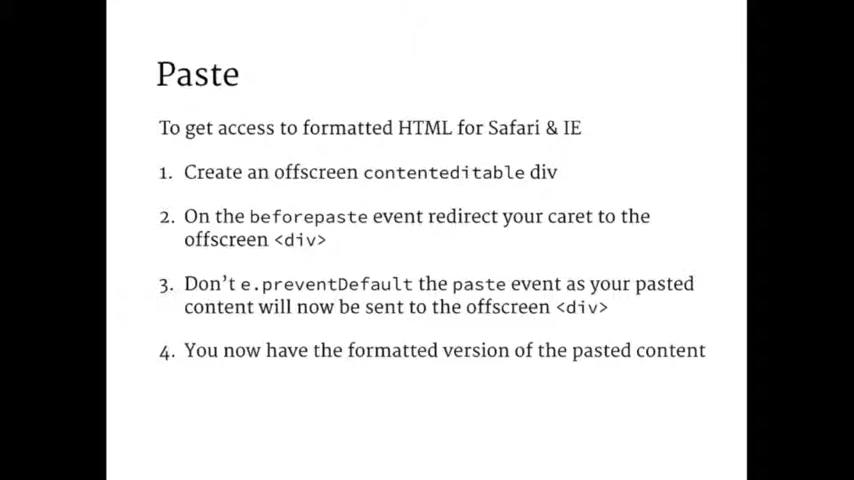 Paste
To get access to formatted HTML for Safari & IE
1. Create an offscreen contenteditable div
2. On the beforepaste event redirect your caret to the
offscreen <div>
3. Don’t e.preventDefault the paste event as your pasted
content will now be sent to the offscreen <div>
4. You now have the formatted version of the pasted content